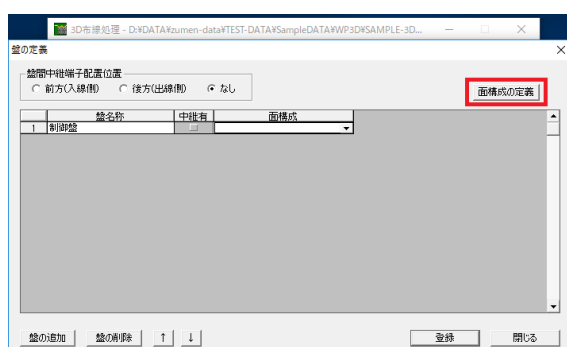 3D布線処理 - D:¥DATA¥zumen-data¥TEST-DATA¥SampleDATA¥WP3D¥SAMPLE-3D...
盤の定義
盤間中継端子配置位置
前方(入線側) 後方(出線側) なし
面構成の定義
盤名称 中継有 面構成
1 制御盤
盤の追加 盤の削除 ↑ ↓ 登録 閉じる